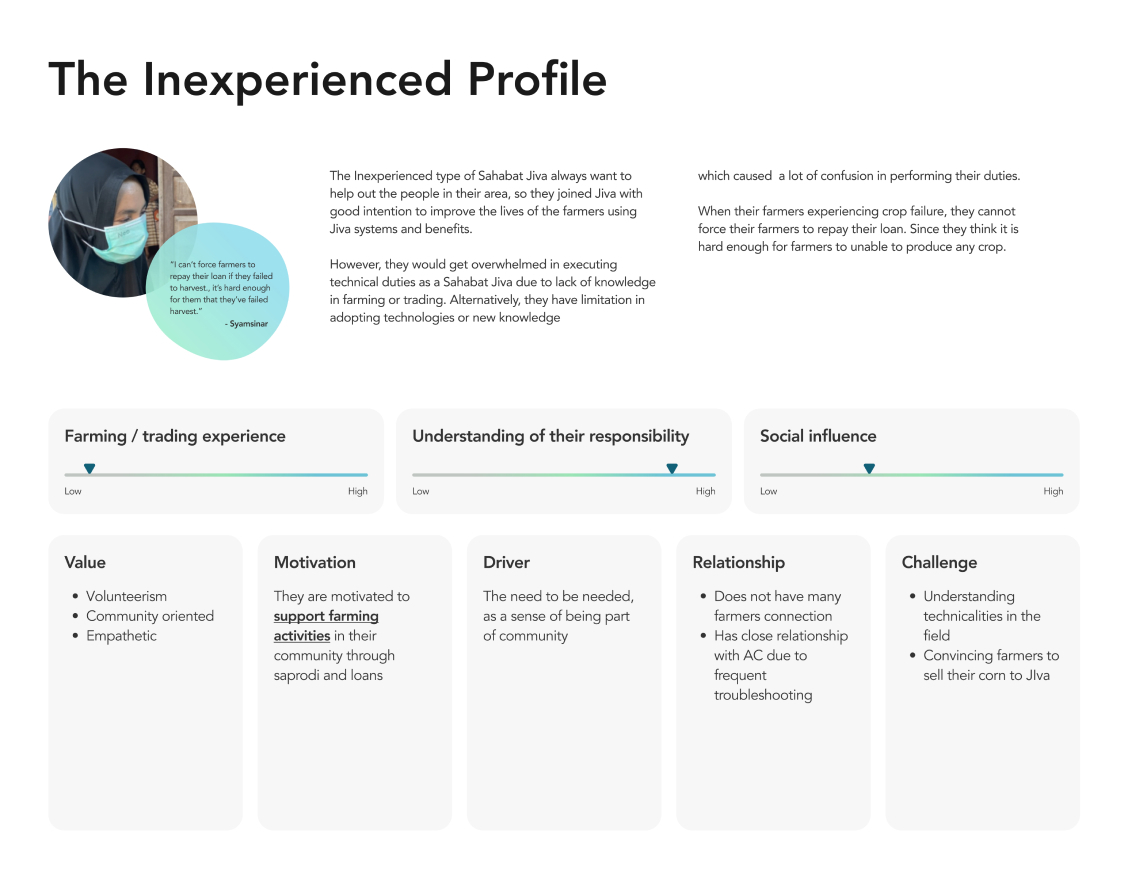 The Inexperienced Profile
"I can't force farmers to
repay their loan if they failed
to harvest., it's hard enough
for them that they've failed
harvest."
- Syamsinar
The Inexperienced type of Sahabat Jiva always want to
help out the people in their area, so they joined Jiva with
good intention to improve the lives of the farmers using
Jiva systems and benefits.
However, they would get overwhelmed in executing
technical duties as a Sahabat Jiva due to lack of knowledge
in farming or trading. Alternatively, they have limitation in
adopting technologies or new knowledge
which caused  a lot of confusion in performing their duties.
When their farmers experiencing crop failure, they cannot
force their farmers to repay their loan. Since they think it is
hard enough for farmers to unable to produce any crop.
Farming / trading experience
Low
High
Understanding of their responsibility
Low
High
Social influence
Low
High
Value
• Volunteerism
• Community oriented
• Empathetic
Motivation
They are motivated to
support farming
activities in their
community through
saprodi and loans
Driver
The need to be needed,
as a sense of being part
of community
Relationship
• Does not have many
farmers connection
• Has close relationship
with AC due to
frequent
troubleshooting
Challenge
• Understanding
technicalities in the
field
• Convincing farmers to
sell their corn to JIva